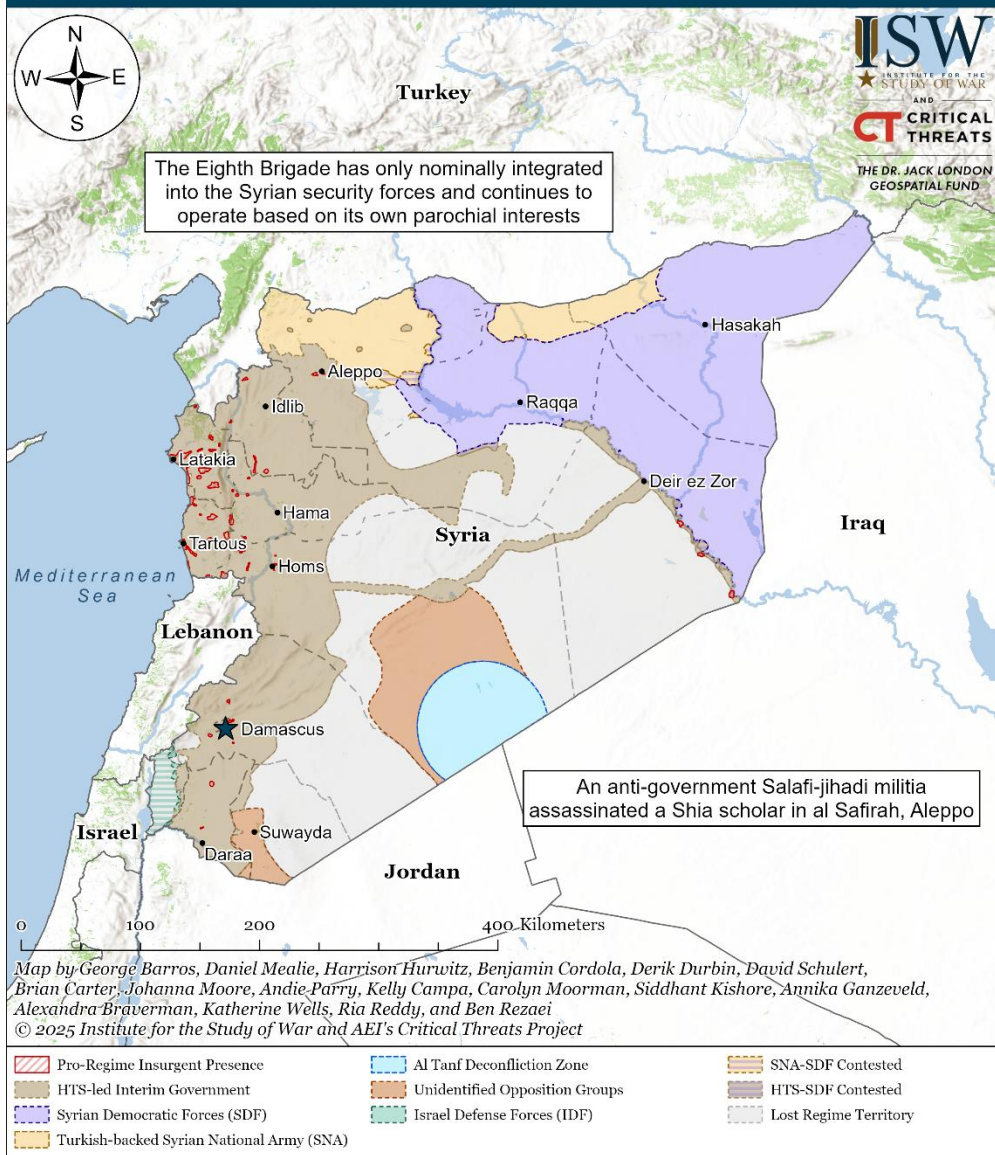 N
W E
S
ISW
INSTITUTE FOR THE
STUDY OF WAR
AND
CT CRITICAL
THREATS
THE DR. JACK LONDON
GEOSPATIAL FUND
Turkey
The Eighth Brigade has only nominally integrated
into the Syrian security forces and continues to
operate based on its own parochial interests
Hasakah
Aleppo
Idlib
Raqqa
Latakia
Deir ez Zor
Hama
Syria
Iraq
Tartous
Homs
Mediterranean
Sea
Lebanon
Damascus
An anti-government Salafi-jihadi militia
assassinated a Shia scholar in al Safirah, Aleppo
Israel
Suwayda
Daraa
Jordan
0 100 200 400 Kilometers
Map by George Barros, Daniel Mealie, Harrison Hurwitz, Benjamin Cordola, Derik Durbin, David Schulert,
Brian Carter, Johanna Moore, Andie Parry, Kelly Campa, Carolyn Moorman, Siddhant Kishore, Annika Ganzeveld,
Alexandra Braverman, Katherine Wells, Ria Reddy, and Ben Rezaei
© 2025 Institute for the Study of War and AEI's Critical Threats Project
Pro-Regime Insurgent Presence
HTS-led Interim Government
Syrian Democratic Forces (SDF)
Turkish-backed Syrian National Army (SNA)
Al Tanf Deconfliction Zone
Unidentified Opposition Groups
Israel Defense Forces (IDF)
SNA-SDF Contested
HTS-SDF Contested
Lost Regime Territory